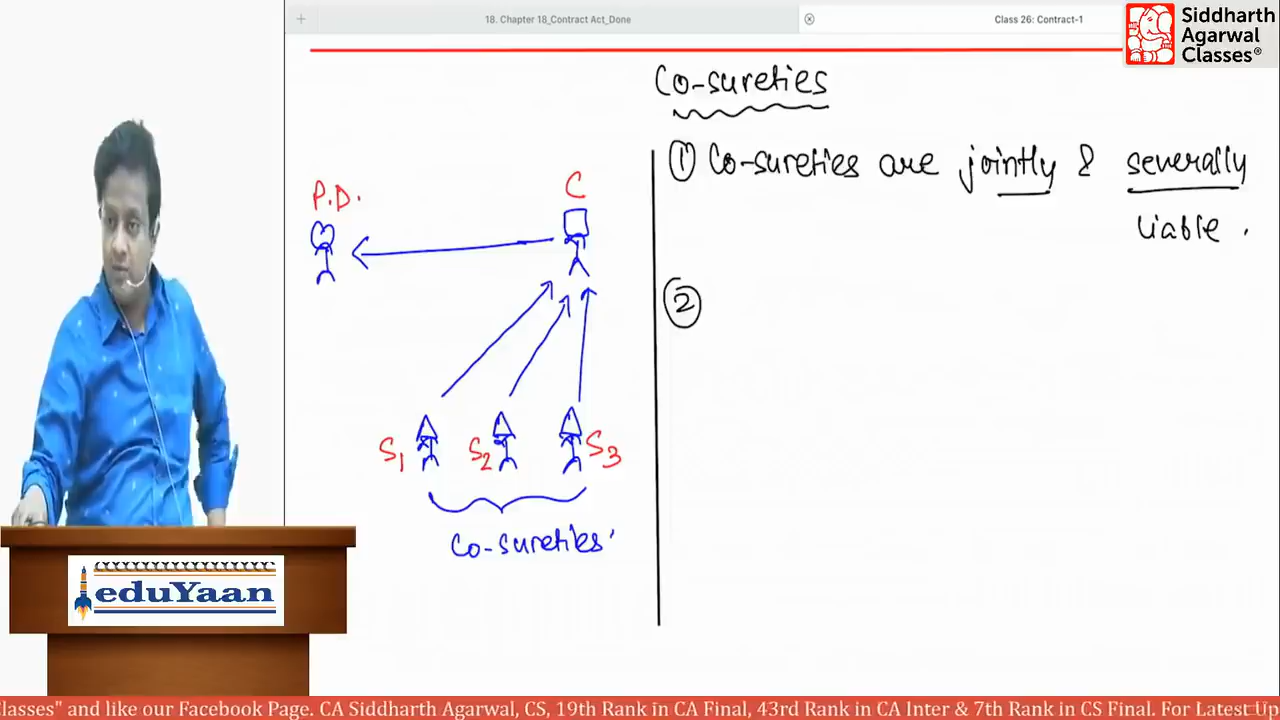 18. Chapter 18_Contract Act_Done
Class 26: Contract-1
Siddharth
Agarwal
Classes®
Co-sureties
① Co-sureties are jointly & severally
liable.
②
P.D.
C
S1
S2
S3
Co-sureties
eduYaan
Classes" and like our Facebook Page. CA Siddharth Agarwal, CS, 19th Rank in CA Final, 43rd Rank in CA Inter & 7th Rank in CS Final. For Latest Up